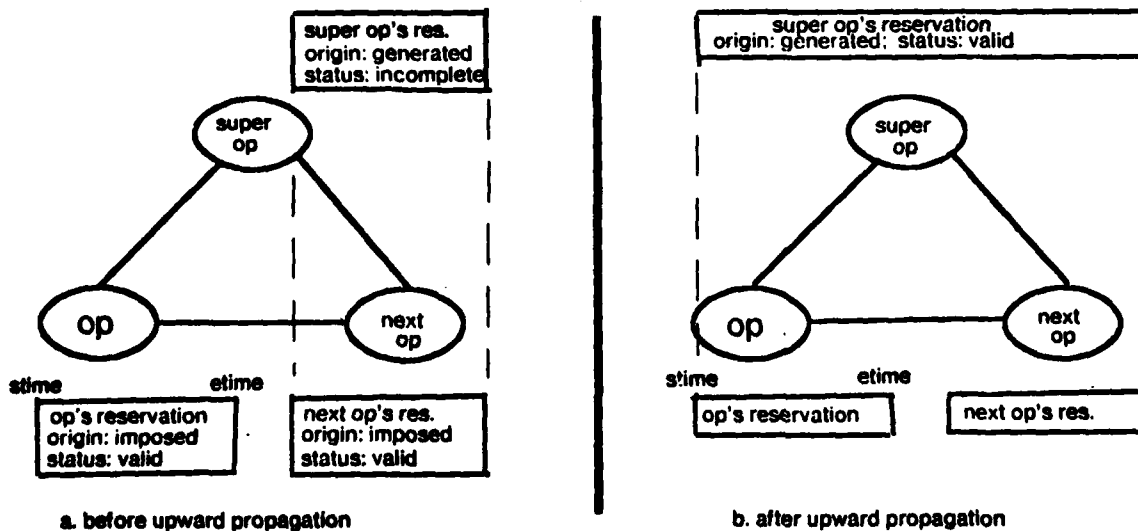 super op's res.
origin: generated
status: incomplete
super
op
op
next
op
stime
etime
op's reservation
origin: imposed
status: valid
next op's res.
origin: imposed
status: valid
a. before upward propagation
super op's reservation
origin: generated; status: valid
super
op
op
next
op
stime
etime
op's reservation
next op's res.
b. after upward propagation